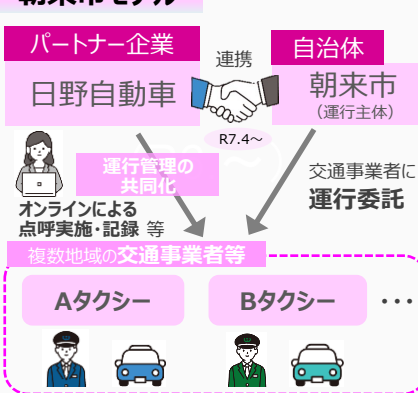 朝来市モデル
パートナー企業
日野自動車
連携
R7.4～
自治体
朝来市
（運行主体）
運行管理の
共同化
オンラインによる
点呼実施・記録 等
交通事業者に
運行委託
複数地域の交通事業者等
Aタクシー
Bタクシー
・・・